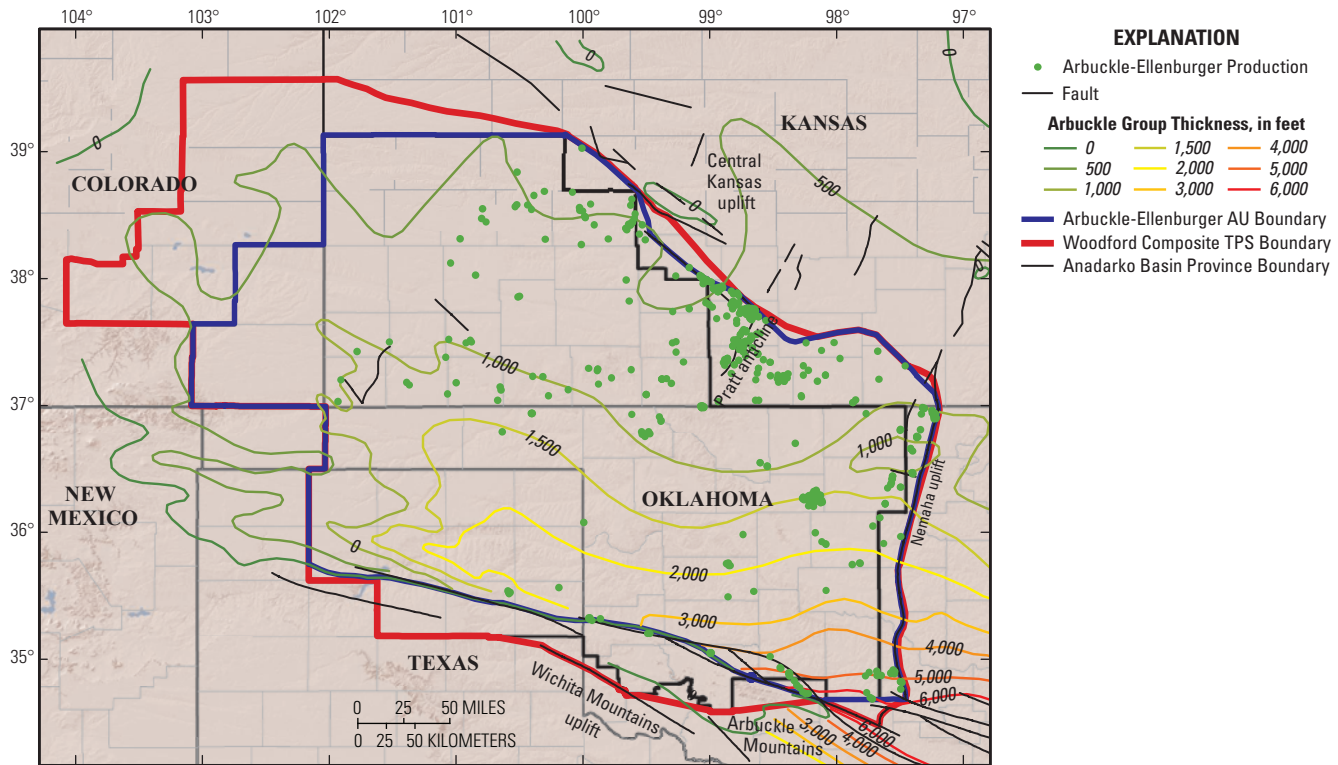 104° 103° 102° 101° 100° 99° 98° 97°
39°
38°
37°
36°
35°
COLORADO
KANSAS
NEW
MEXICO
OKLAHOMA
TEXAS
Central
Kansas
uplift
Pratt anticline
Nemaha uplift
Wichita Mountains
uplift
Arbuckle
Mountains
0
0
0
500
0
0
1,000
1,500
1,000
2,000
0
3,000
4,000
5,000
6,000
0
6,000
3,000
4,000
0 25 50 MILES
0 25 50 KILOMETERS
EXPLANATION
Arbuckle-Ellenburger Production
Fault
Arbuckle Group Thickness, in feet
0 1,500 4,000
500 2,000 5,000
1,000 3,000 6,000
Arbuckle-Ellenburger AU Boundary
Woodford Composite TPS Boundary
Anadarko Basin Province Boundary